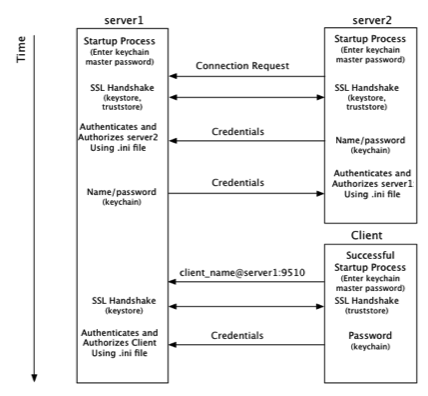 server1
server2
Time
Startup Process
(Enter keychain
master password)
Startup Process
(Enter keychain
master password)
Connection Request
SSL Handshake
(keystore,
truststore)
SSL Handshake
(keystore,
truststore)
Authenticates and
Authorizes server2
Using .ini file
Credentials
Name/password
(keychain)
Name/password
(keychain)
Credentials
Authenticates and
Authorizes server1
Using .ini file
Client
Successful
Startup Process
(Enter keychain
master password)
client_name@server1:9510
SSL Handshake
(keystore)
SSL Handshake
(truststore)
Authenticates and
Authorizes Client
Using .ini file
Credentials
Password
(keychain)